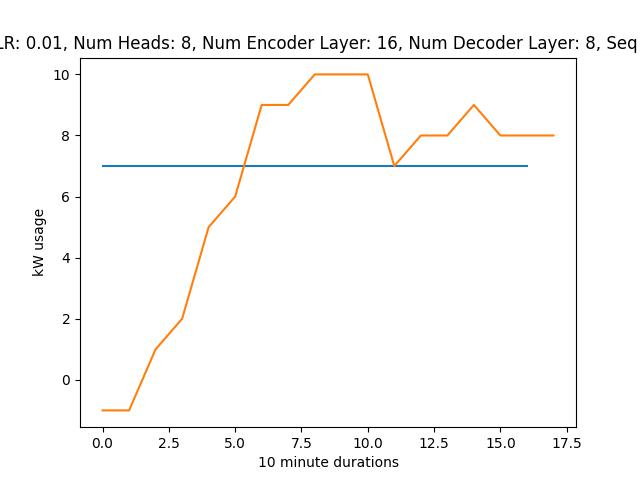 LR: 0.01, Num Heads: 8, Num Encoder Layer: 16, Num Decoder Layer: 8, Seq
10
8
6
4
2
0
kW usage
0.0 2.5 5.0 7.5 10.0 12.5 15.0 17.5
10 minute durations